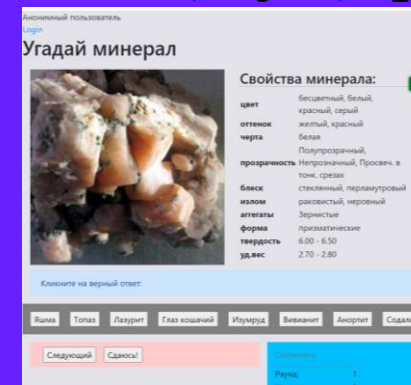 Анонимный пользователь
Login
Угадай минерал
Свойства минерала:
цвет бесцветный, белый, красный, серый
оттенок желтый, красный
черта белая
прозрачность Полупрозрачный, Непрозначный, Просвеч. в тонк. срезах
блеск стеклянный, перламутровый
излом раковистый, неровный
аггегаты Зернистые
форма призматические
твердость 6.00 - 6.50
уд.вес 2.70 - 2.80
Кликните на верный ответ:
Яшма Топаз Лазурит Глаз кошачий Изумруд Вивианит Анортит Содал
Следующий Сдаюсь!
Статистика:
Раунд: 1